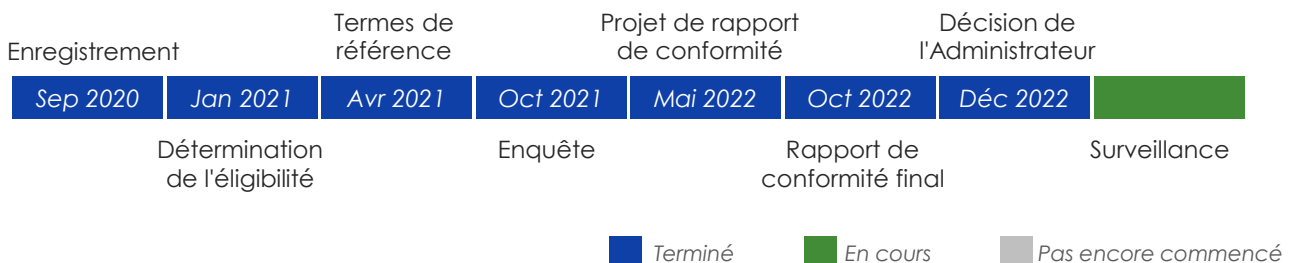 Enregistrement
Termes de
référence
Projet de rapport
de conformité
Décision de
l'Administrateur
Sep 2020
Jan 2021
Avr 2021
Oct 2021
Mai 2022
Oct 2022
Déc 2022
Détermination
de l'éligibilité
Enquête
Rapport de
conformité final
Surveillance
Terminé
En cours
Pas encore commencé